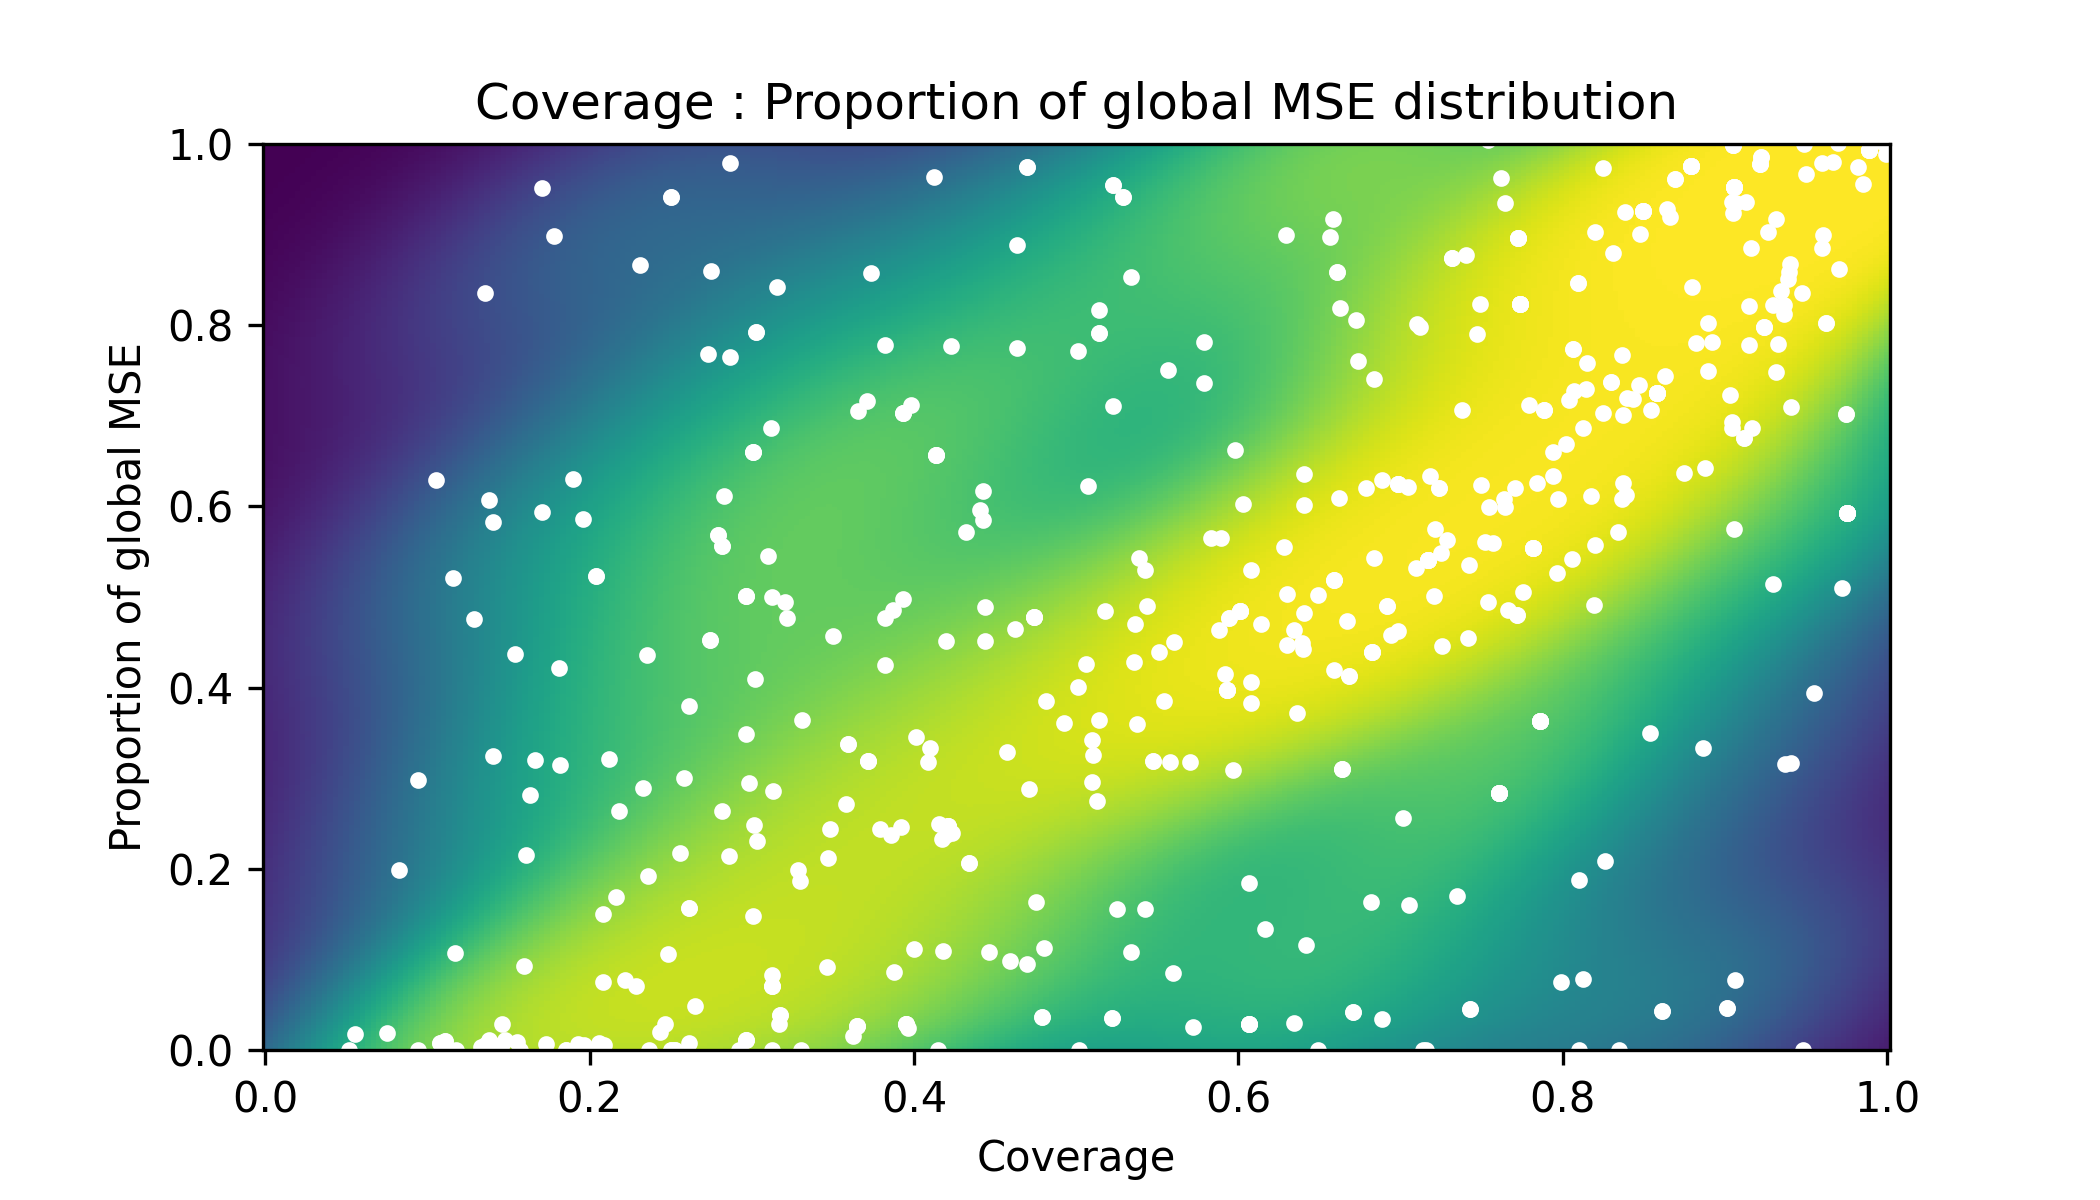 Coverage : Proportion of global MSE distribution
Proportion of global MSE
1.0
0.8
0.6
0.4
0.2
0.0
0.0 0.2 0.4 0.6 0.8 1.0
Coverage